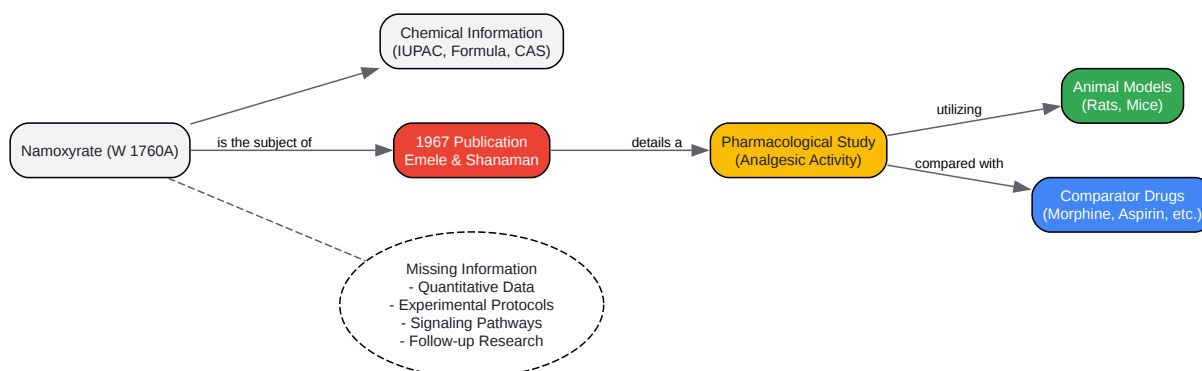 Chemical Information
(IUPAC, Formula, CAS)
Namoxyrate (W 1760A)
is the subject of
1967 Publication
Emele & Shanaman
details a
Pharmacological Study
(Analgesic Activity)
utilizing
Animal Models
(Rats, Mice)
compared with
Comparator Drugs
(Morphine, Aspirin, etc.)
Missing Information
- Quantitative Data
- Experimental Protocols
- Signaling Pathways
- Follow-up Research